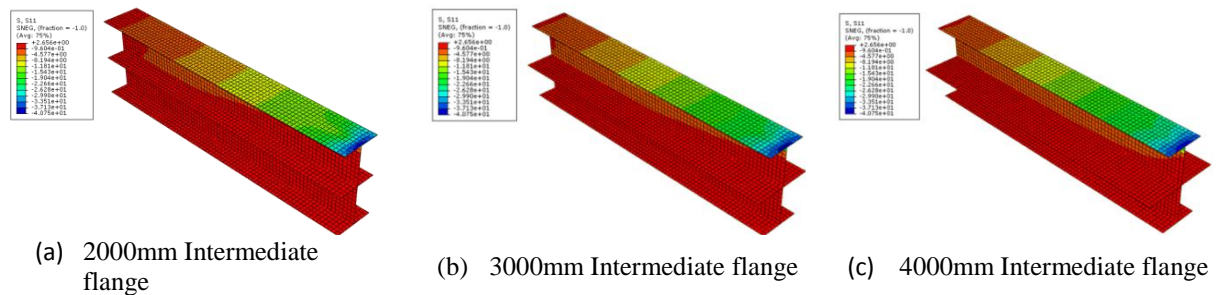 S, S11
SNEG, (fraction = -1.0)
(Avg: 75%)
+2.656e+00
-9.604e-01
-4.577e+00
-8.194e+00
-1.181e+01
-1.543e+01
-1.904e+01
-2.266e+01
-2.628e+01
-2.990e+01
-3.351e+01
-3.713e+01
-4.075e+01
(a) 2000mm Intermediate
flange
S, S11
SNEG, (fraction = -1.0)
(Avg: 75%)
+2.656e+00
-9.604e-01
-4.577e+00
-8.194e+00
-1.181e+01
-1.543e+01
-1.904e+01
-2.266e+01
-2.628e+01
-2.990e+01
-3.351e+01
-3.713e+01
-4.075e+01
(b) 3000mm Intermediate flange
S, S11
SNEG, (fraction = -1.0)
(Avg: 75%)
+2.656e+00
-9.604e-01
-4.577e+00
-8.194e+00
-1.181e+01
-1.543e+01
-1.904e+01
-2.266e+01
-2.628e+01
-2.990e+01
-3.351e+01
-3.713e+01
-4.075e+01
(c) 4000mm Intermediate flange